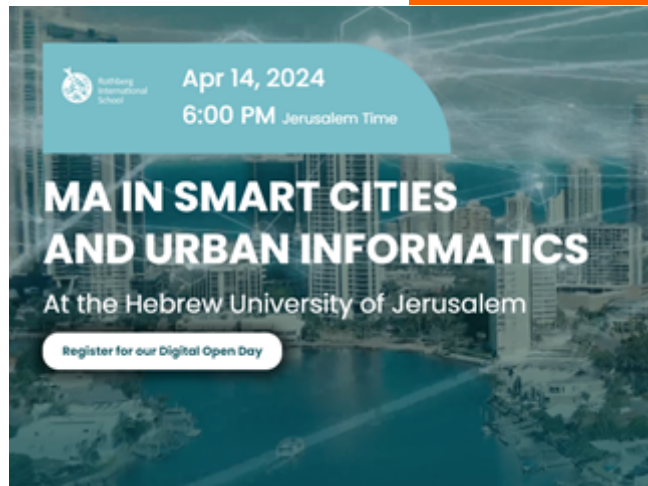 Rothberg
International
School
Apr 14, 2024
6:00 PM Jerusalem Time
MA IN SMART CITIES
AND URBAN INFORMATICS
At the Hebrew University of Jerusalem
Register for our Digital Open Day